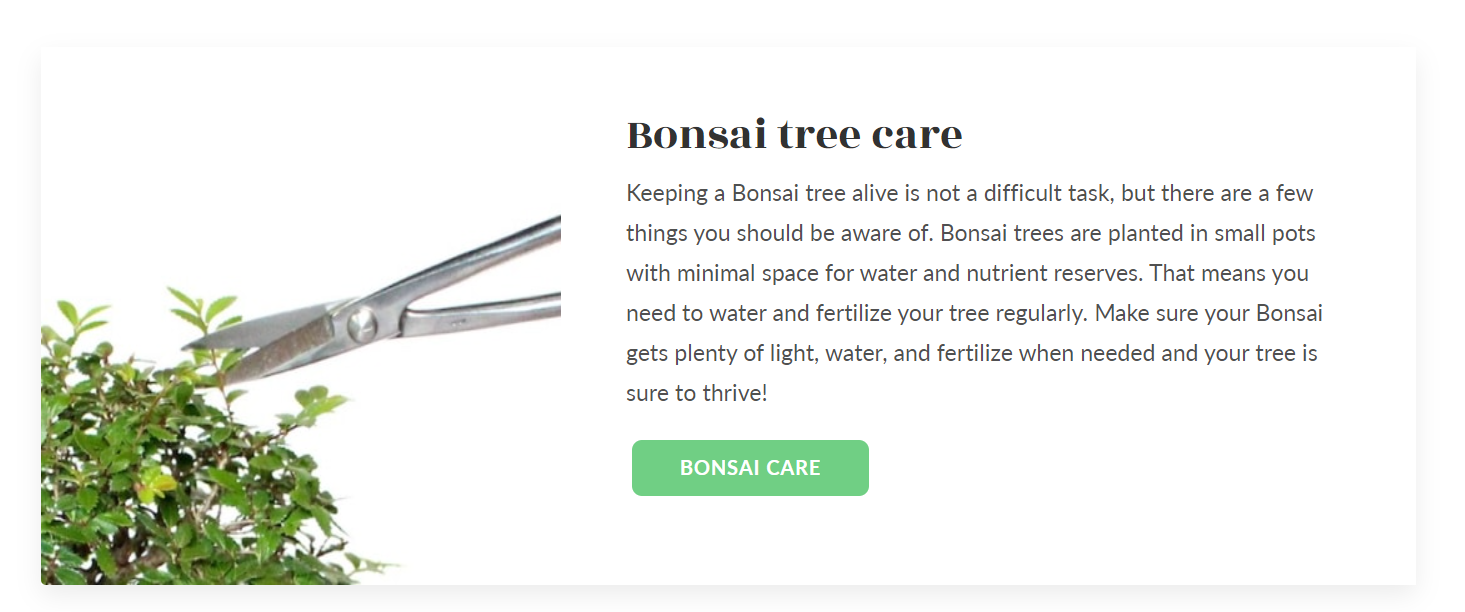 Bonsai tree care
Keeping a Bonsai tree alive is not a difficult task, but there are a few
things you should be aware of. Bonsai trees are planted in small pots
with minimal space for water and nutrient reserves. That means you
need to water and fertilize your tree regularly. Make sure your Bonsai
gets plenty of light, water, and fertilize when needed and your tree is
sure to thrive!
BONSAI CARE